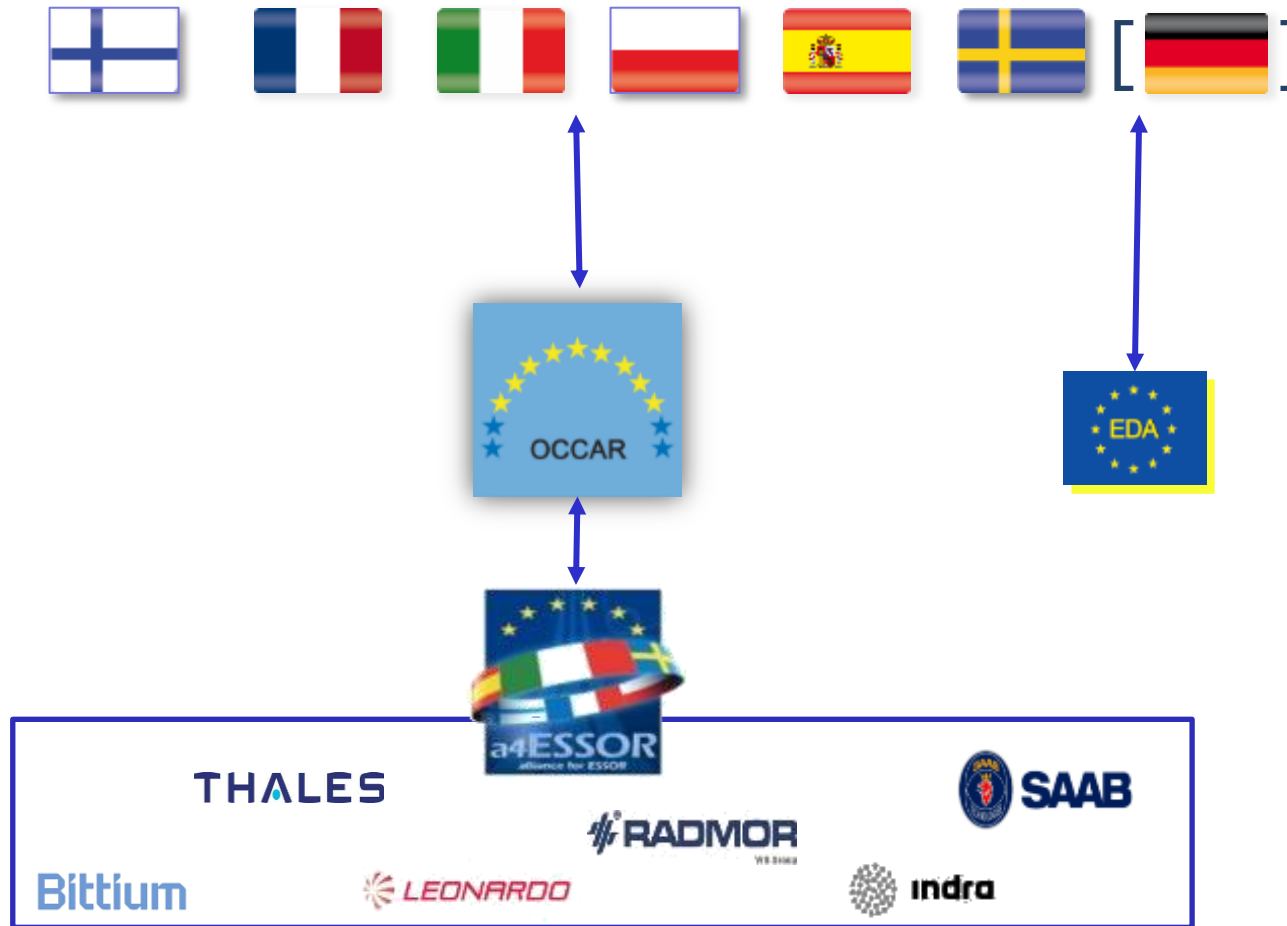 [ ]
OCCAR
EDA
a4ESSOR
alliance for ESSOR
THALES
SAAB
RADMOR
Bittium
LEONARDO
indra